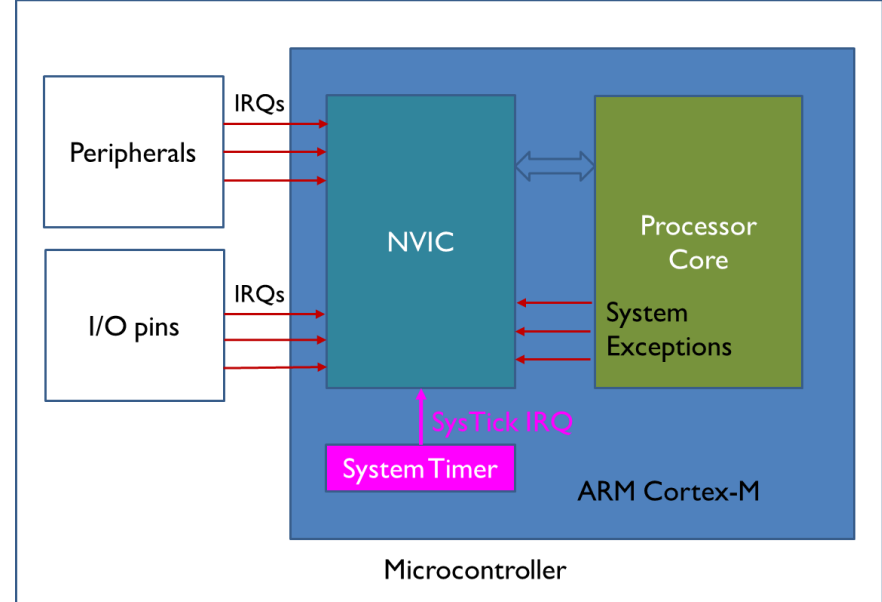 IRQs
Peripherals
NVIC
Processor
Core
IRQs
I/O pins
System
Exceptions
SysTick IRQ
System Timer
ARM Cortex-M
Microcontroller